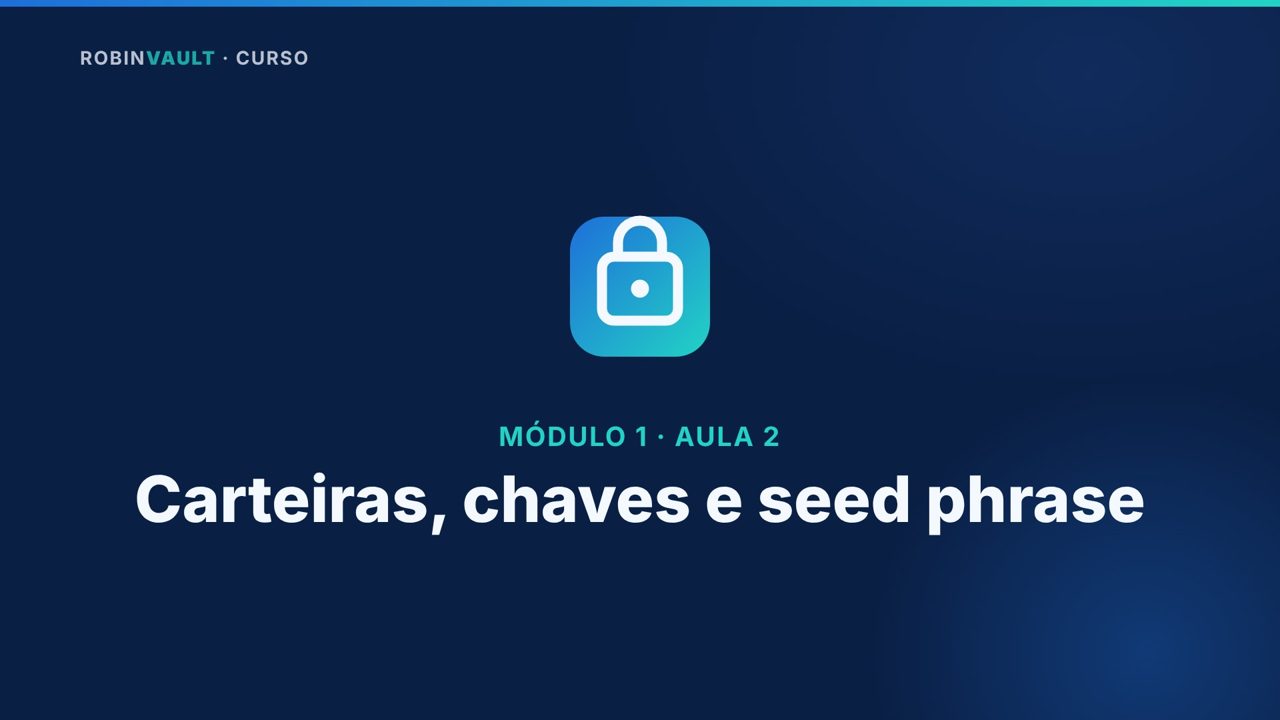 ROBINVAULT · CURSO
MÓDULO 1 · AULA 2
Carteiras, chaves e seed phrase